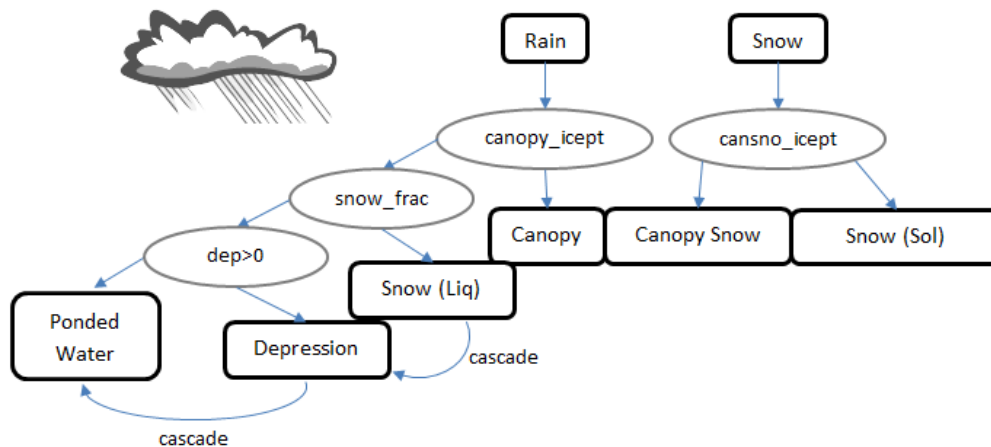 Rain
Snow
canopy_icept
cansno_icept
snow_frac
Canopy
Canopy Snow
Snow (Sol)
dep>0
Snow (Liq)
Ponded
Water
Depression
cascade
cascade